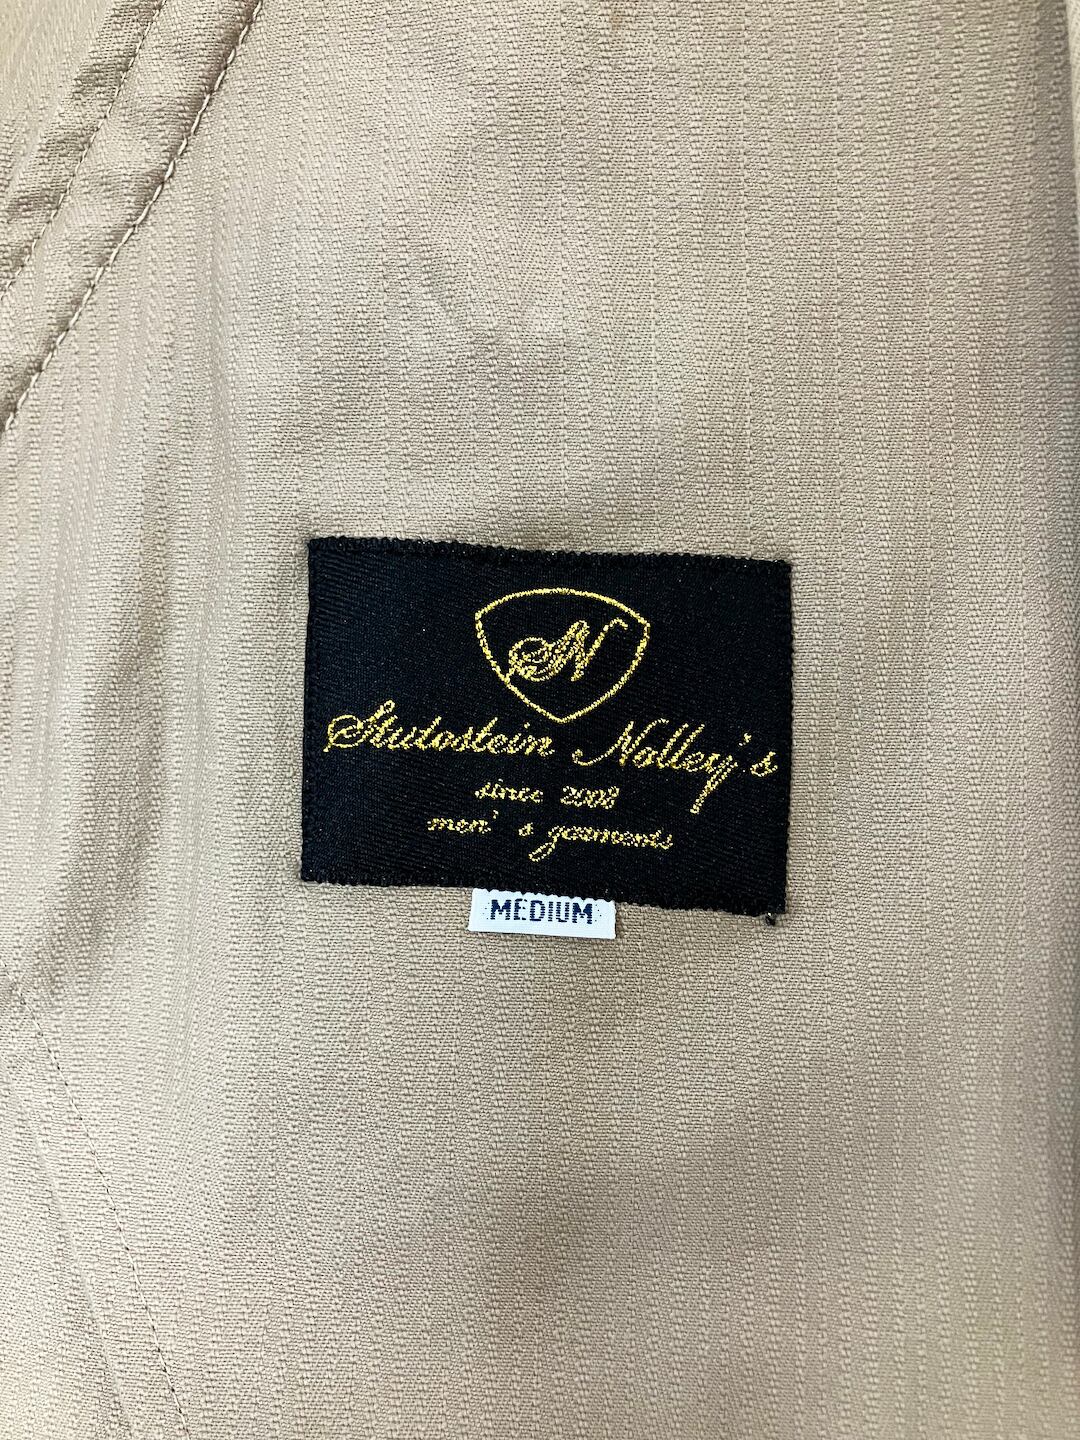 SN
Stutostein Nolley's
since 2008
men's garments
MEDIUM